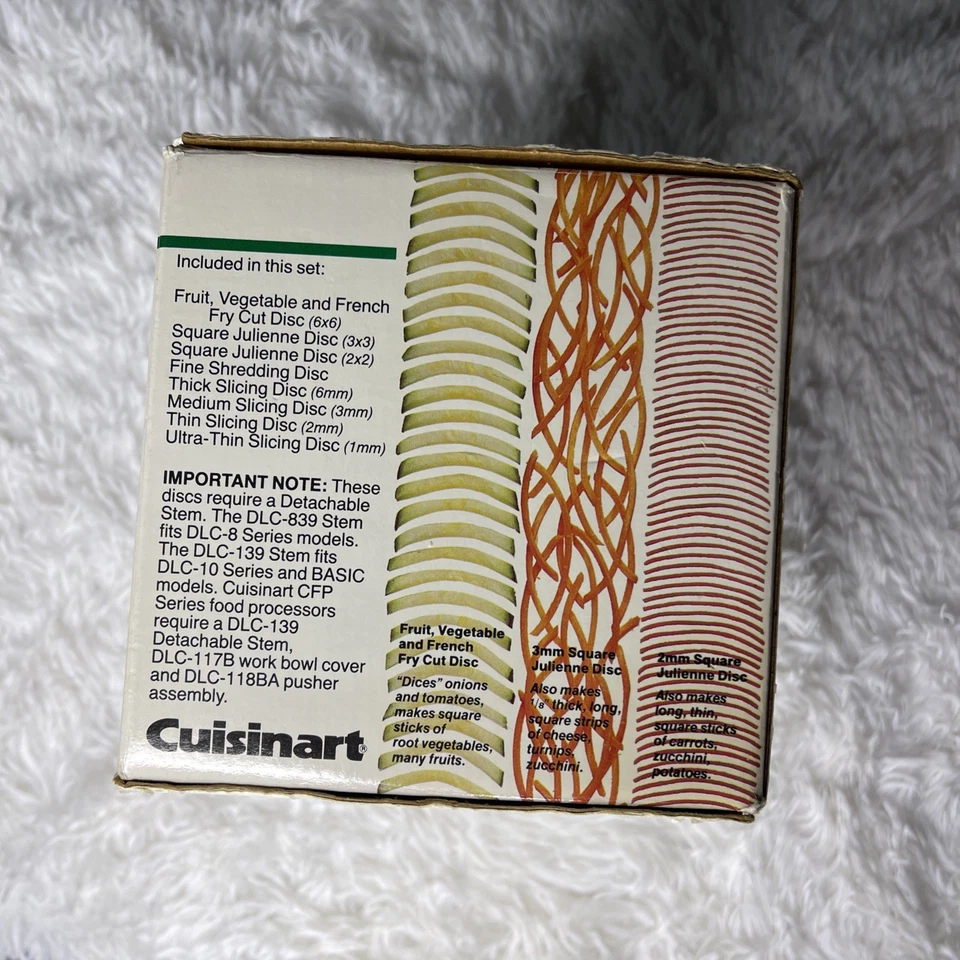 Included in this set:
Fruit, Vegetable and French
Fry Cut Disc (6x6)
Square Julienne Disc (3x3)
Square Julienne Disc (2x2)
Fine Shredding Disc
Thick Slicing Disc (6mm)
Medium Slicing Disc (3mm)
Thin Slicing Disc (2mm)
Ultra-Thin Slicing Disc (1mm)
IMPORTANT NOTE: These
discs require a Detachable
Stem. The DLC-839 Stem
fits DLC-8 Series models.
The DLC-139 Stem fits
DLC-10 Series and BASIC
models. Cuisinart CFP
Series food processors
require a DLC-139
Detachable Stem,
DLC-117B work bowl cover
and DLC-118BA pusher
assembly.
Cuisinart®
Fruit, Vegetable
and French
Fry Cut Disc
"Dices" onions
and tomatoes,
makes square
sticks of
root vegetables,
many fruits.
3mm Square
Julienne Disc
Also makes
1/8" thick, long,
square strips
of cheese,
turnips,
zucchini.
2mm Square
Julienne Disc
Also makes
long, thin,
square sticks
of carrots,
zucchini,
potatoes.